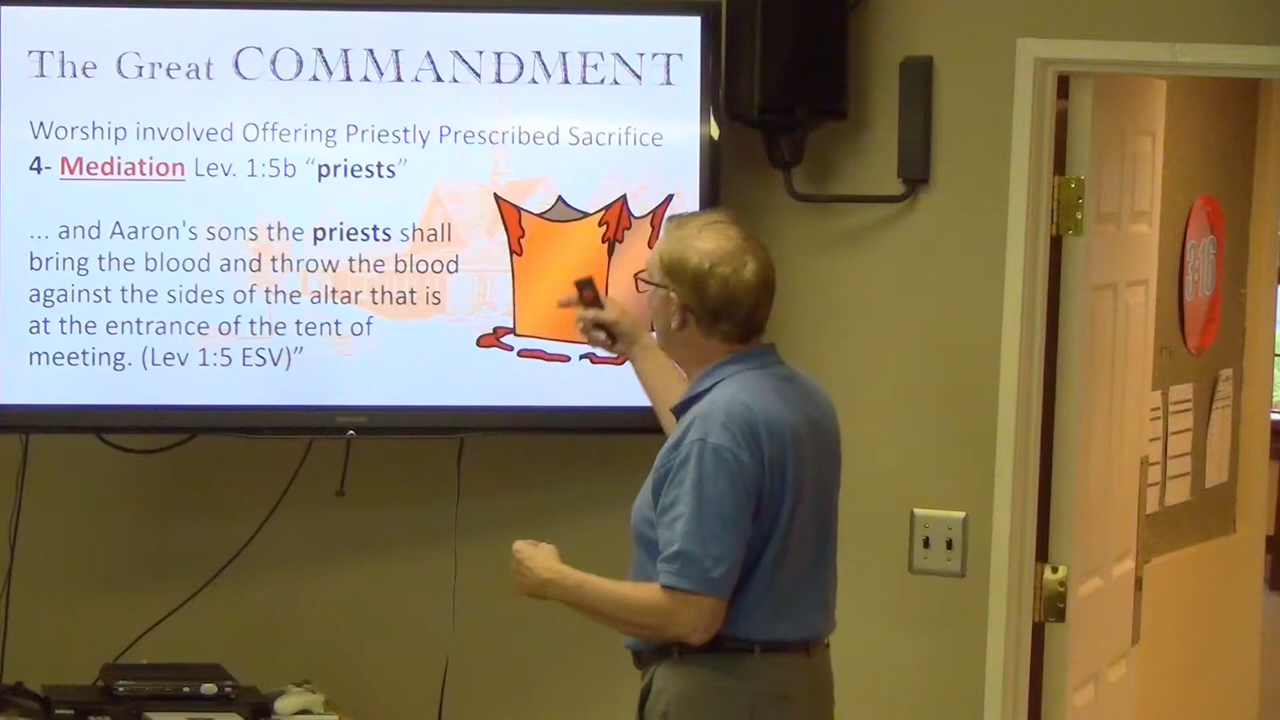 The Great COMMANDMENT
Worship involved Offering Priestly Prescribed Sacrifice
4- Mediation Lev. 1:5b “priests”
... and Aaron's sons the priests shall
bring the blood and throw the blood
against the sides of the altar that is
at the entrance of the tent of
meeting. (Lev 1:5 ESV)”
3:16